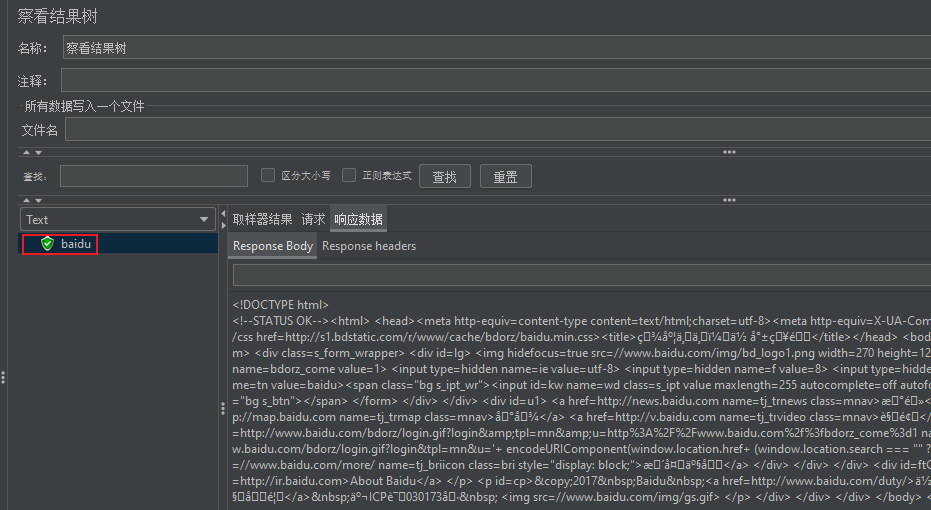 察看结果树
名称： 察看结果树
注释：
所有数据写入一个文件
文件名
查找: 区分大小写 正则表达式 查找 重置
Text
取样器结果 请求 响应数据
baidu
Response Body Response headers
<!DOCTYPE html>
<!--STATUS OK--><html> <head><meta http-equiv=content-type content=text/html;charset=utf-8><meta http-equiv=X-UA-Com
/css href=http://s1.bdstatic.com/r/www/cache/bdorz/baidu.min.css><title> </title></head> <bod
m> <div class=s_form_wrapper> <div id=lg> <img hidefocus=true src=//www.baidu.com/img/bd_logo1.png width=270 height=12
name=bdorz_come value=1> <input type=hidden name=ie value=utf-8> <input type=hidden name=f value=8> <input type=hidde
me=tn value=baidu><span class="bg s_ipt_wr"><input id=kw name=wd class=s_ipt value maxlength=255 autocomplete=off autofo
="bg s_btn"></span> </form> </div> </div> <div id=u1> <a href=http://news.baidu.com name=tj_trnews class=mnav>
p://map.baidu.com name=tj_trmap class=mnav> </a> <a href=http://v.baidu.com name=tj_trvideo class=mnav> </
=http://www.baidu.com/bdorz/login.gif?login&amp;tpl=mn&amp;u=http%3A%2F%2Fwww.baidu.com%2f%3fbdorz_come%3d1 na
w.baidu.com/bdorz/login.gif?login&tpl=mn&u='+ encodeURIComponent(window.location.href+ (window.location.search === "" ?
=//www.baidu.com/more/ name=tj_briicon class=bri style="display: block;"> </a> </div> </div> </div> <div id=ftC
=http://ir.baidu.com>About Baidu</a> </p> <p id=cp>&copy;2017&nbsp;Baidu&nbsp;<a href=http://www.baidu.com/duty/>
</a>&nbsp; ICP 030173 &nbsp; <img src=//www.baidu.com/img/gs.gif> </p> </div> </div> </div> </body> <